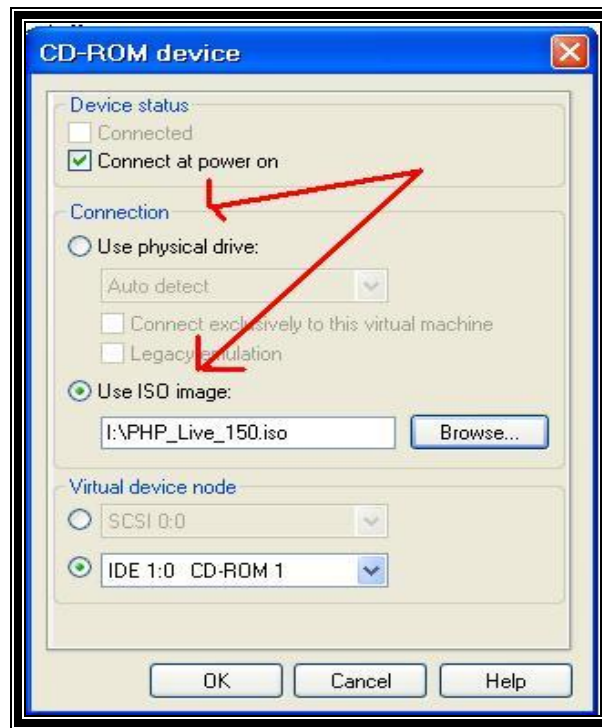 CD-ROM device
Device status
Connected
Connect at power on
Connection
Use physical drive:
Auto detect
Connect exclusively to this virtual machine
Legacy emulation
Use ISO image:
I:\PHP_Live_150.iso
Browse...
Virtual device node
SCSI 0:0
IDE 1:0 CD-ROM 1
OK Cancel Help